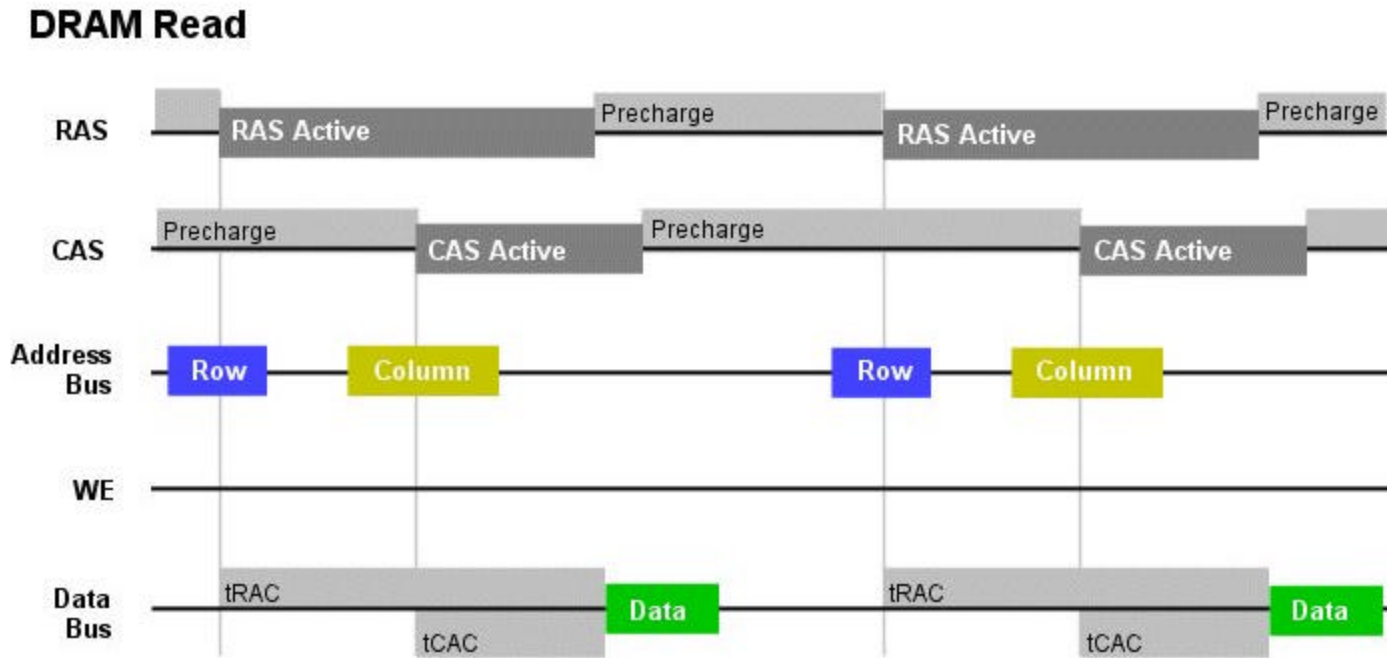 DRAM Read
RAS
RAS Active
Precharge
RAS Active
Precharge
CAS
Precharge
CAS Active
Precharge
CAS Active
Address
Bus
Row
Column
Row
Column
WE
Data
Bus
tRAC
tCAC
Data
tRAC
tCAC
Data